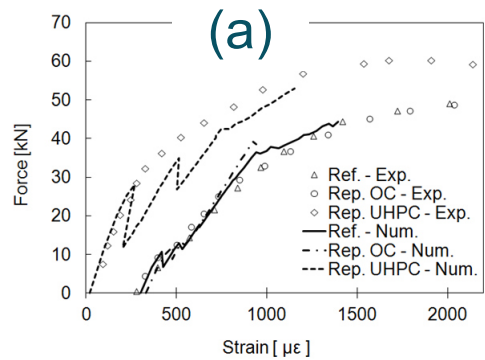 (a)
70
60
50
40
30
20
10
0
Force [kN]
Ref. - Exp.
Rep. OC - Exp.
Rep. UHPC - Exp.
Ref. - Num.
Rep. OC - Num.
Rep. UHPC - Num.
0 500 1000 1500 2000
Strain [ με]